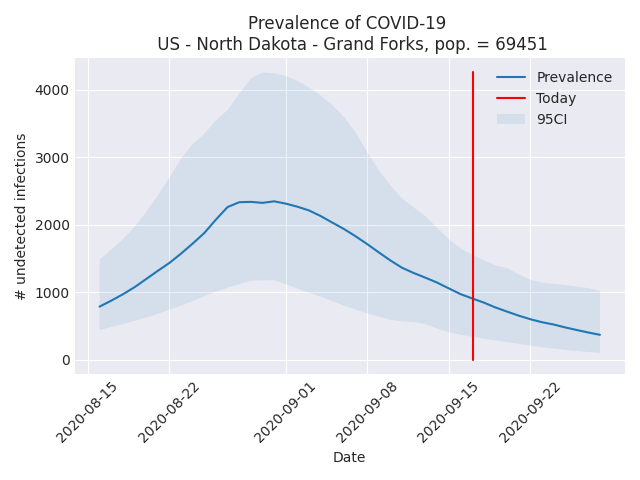 Prevalence of COVID-19
US - North Dakota - Grand Forks, pop. = 69451
Prevalence
Today
95CI
# undetected infections
4000
3000
2000
1000
0
2020-08-15
2020-08-22
2020-09-01
2020-09-08
2020-09-15
2020-09-22
Date